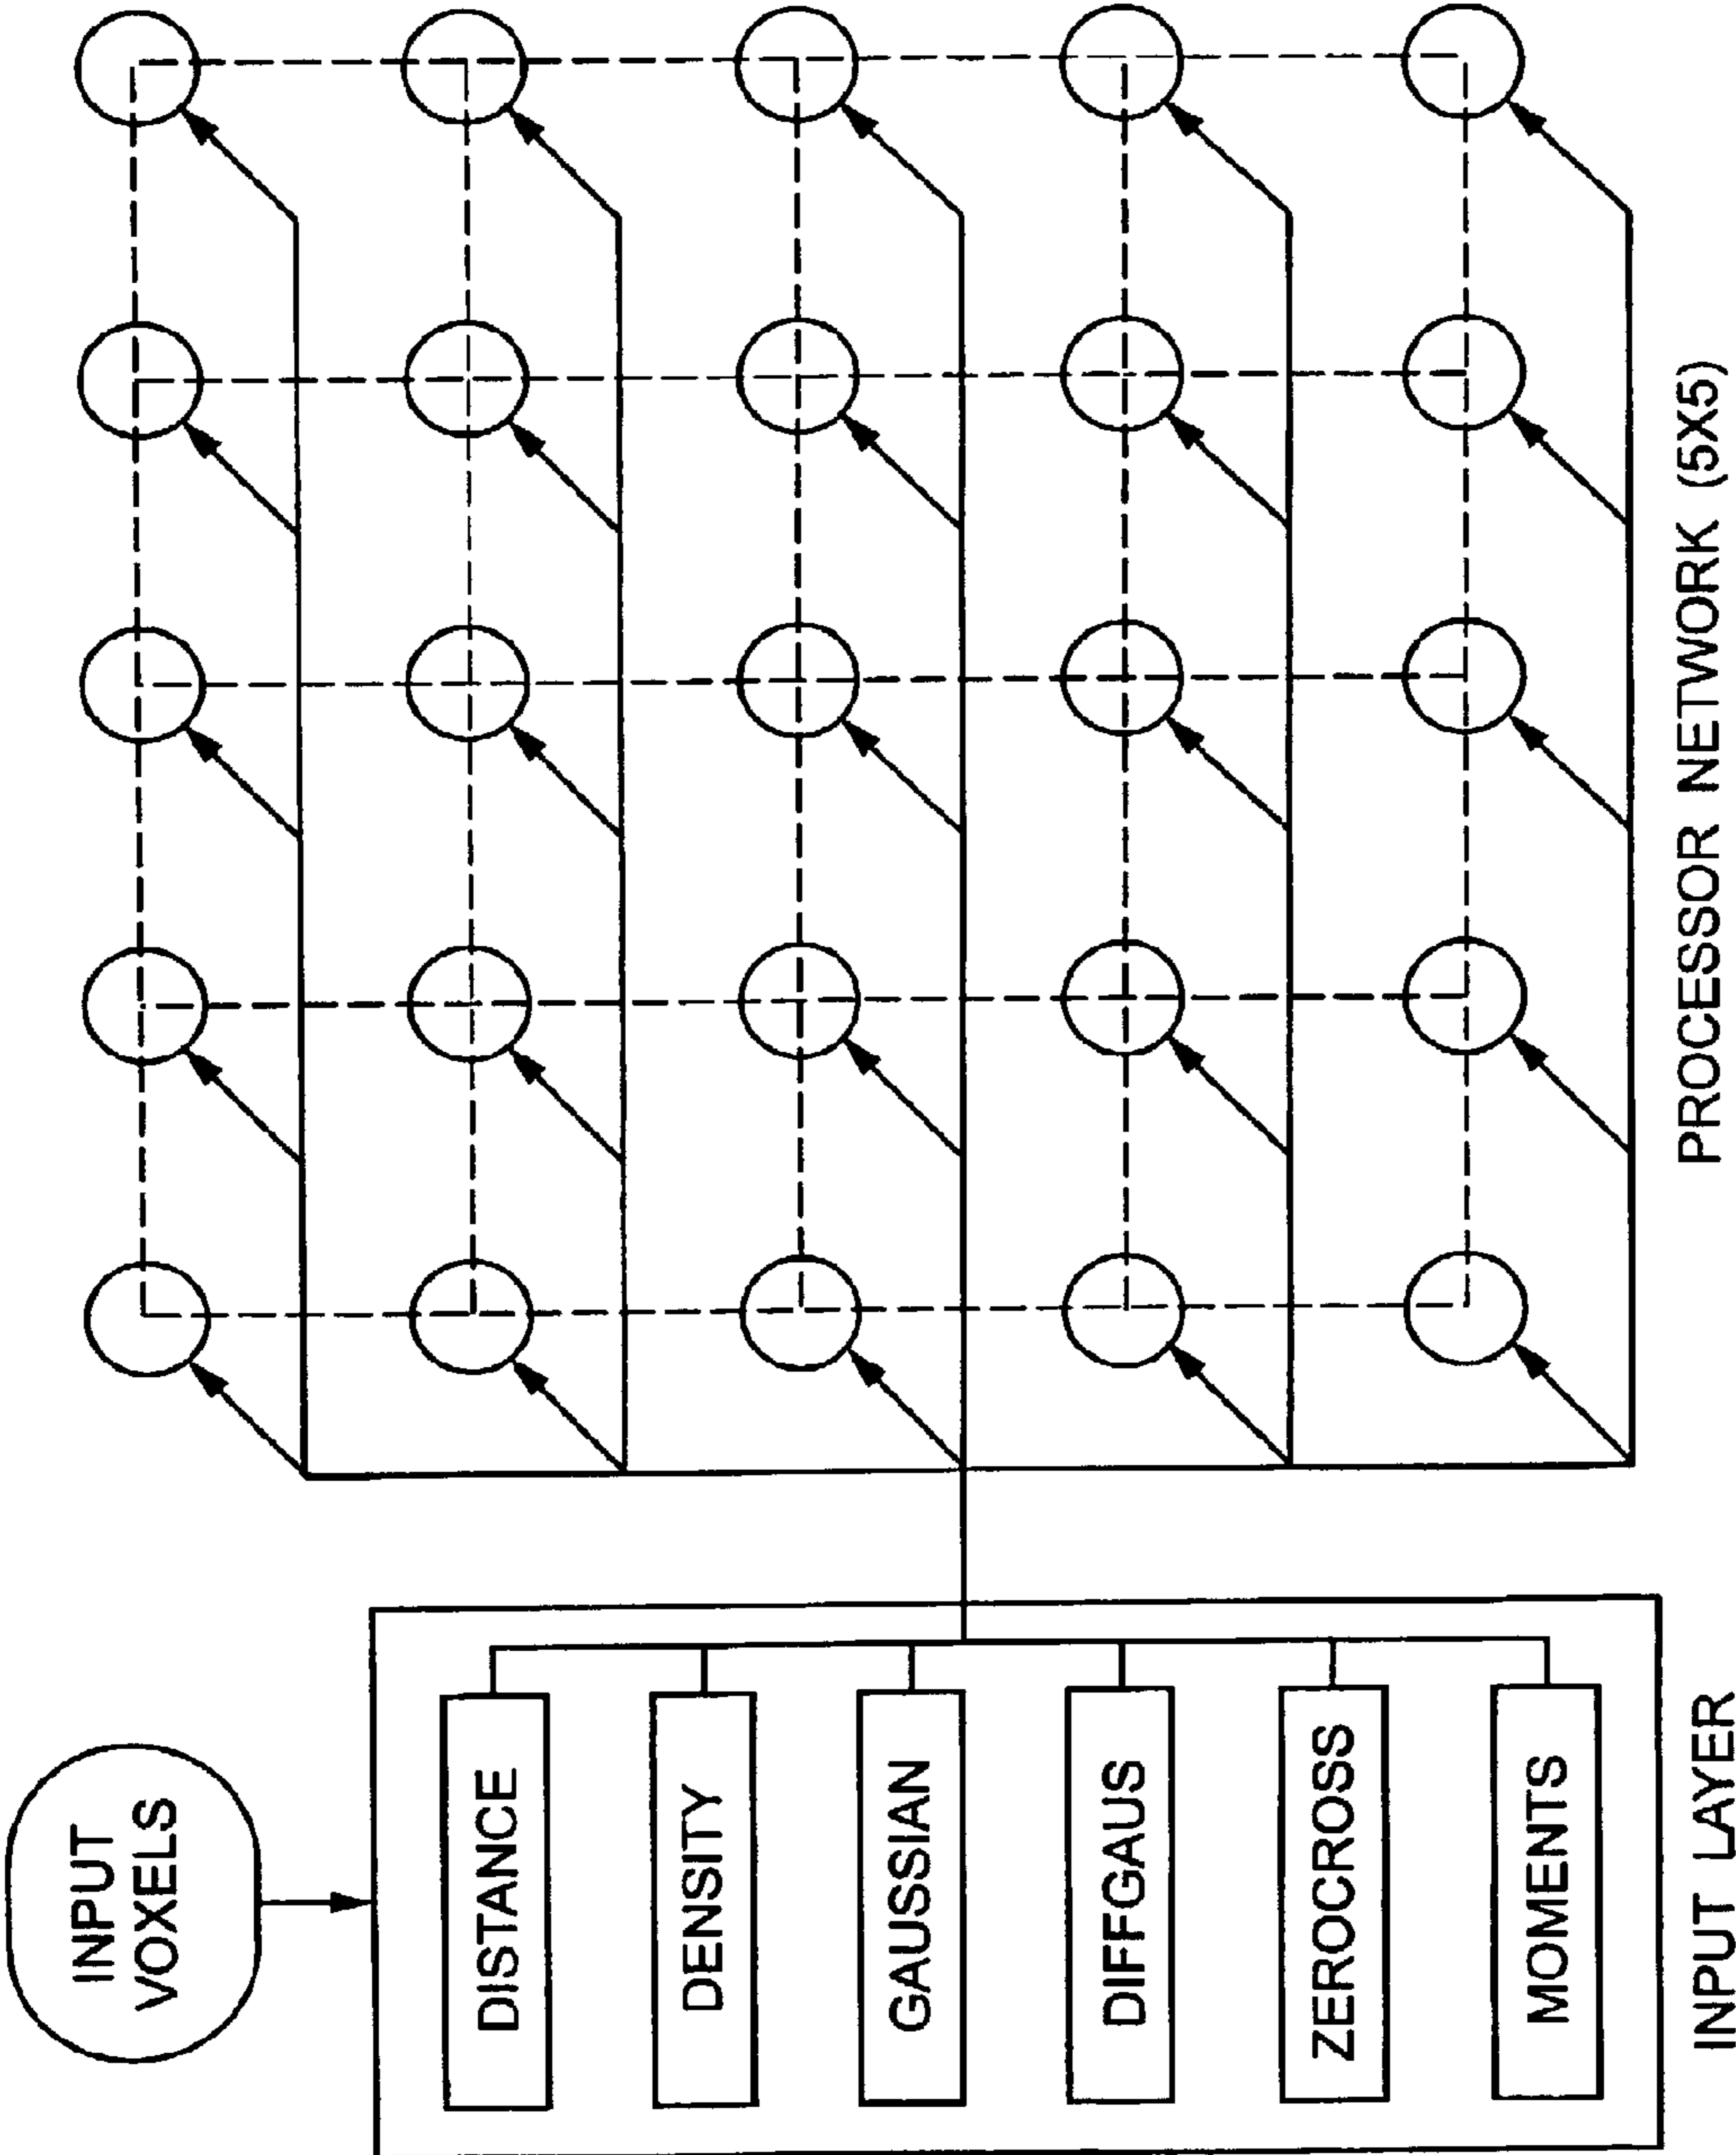 INPUT
VOXELS
DISTANCE
DENSITY
GAUSSIAN
DIFFGAUS
ZEROCROSS
MOMENTS
INPUT LAYER
PROCESSOR NETWORK (5X5)